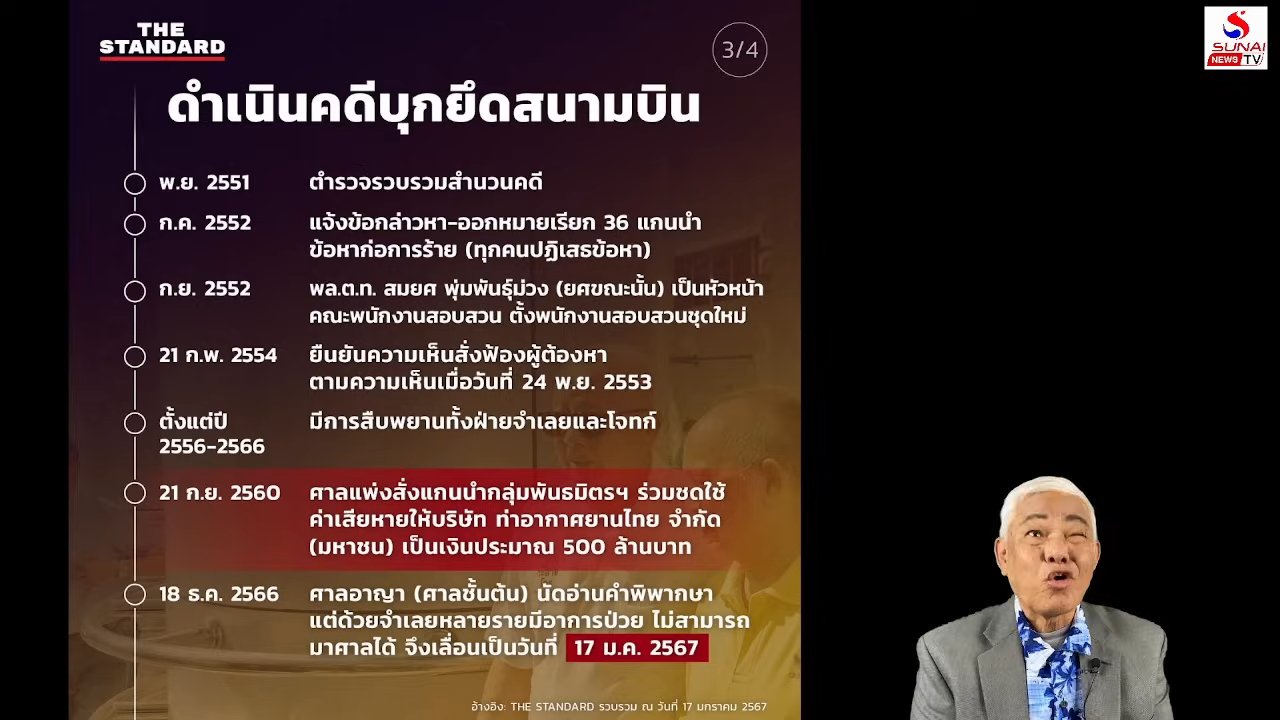 THE
STANDARD
3/4
SUNAI
NEWS TV
ดำเนินคดีบุกยึดสนามบิน
พ.ย. 2551 ตำรวจรวบรวมสำนวนคดี
ก.ค. 2552 แจ้งข้อกล่าวหา-ออกหมายเรียก 36 แกนนำ
ข้อหาก่อการร้าย (ทุกคนปฏิเสธข้อหา)
ก.ย. 2552 พล.ต.ท. สมยศ พุ่มพันธุ์ม่วง (ยศขณะนั้น) เป็นหัวหน้า
คณะพนักงานสอบสวน ตั้งพนักงานสอบสวนชุดใหม่
21 ก.พ. 2554 ยืนยันความเห็นสั่งฟ้องผู้ต้องหา
ตามความเห็นเมื่อวันที่ 24 พ.ย. 2553
ตั้งแต่ปี มีการสืบพยานทั้งฝ่ายจำเลยและโจทก์
2556-2566
21 ก.ย. 2560 ศาลแพ่งสั่งแกนนำกลุ่มพันธมิตรฯ ร่วมชดใช้
ค่าเสียหายให้บริษัท ท่าอากาศยานไทย จำกัด
(มหาชน) เป็นเงินประมาณ 500 ล้านบาท
18 ธ.ค. 2566 ศาลอาญา (ศาลชั้นต้น) นัดอ่านคำพิพากษา
แต่ด้วยจำเลยหลายรายมีอาการป่วย ไม่สามารถ
มาศาลได้ จึงเลื่อนเป็นวันที่ 17 ม.ค. 2567
อ้างอิง: THE STANDARD รวบรวม ณ วันที่ 17 มกราคม 2567